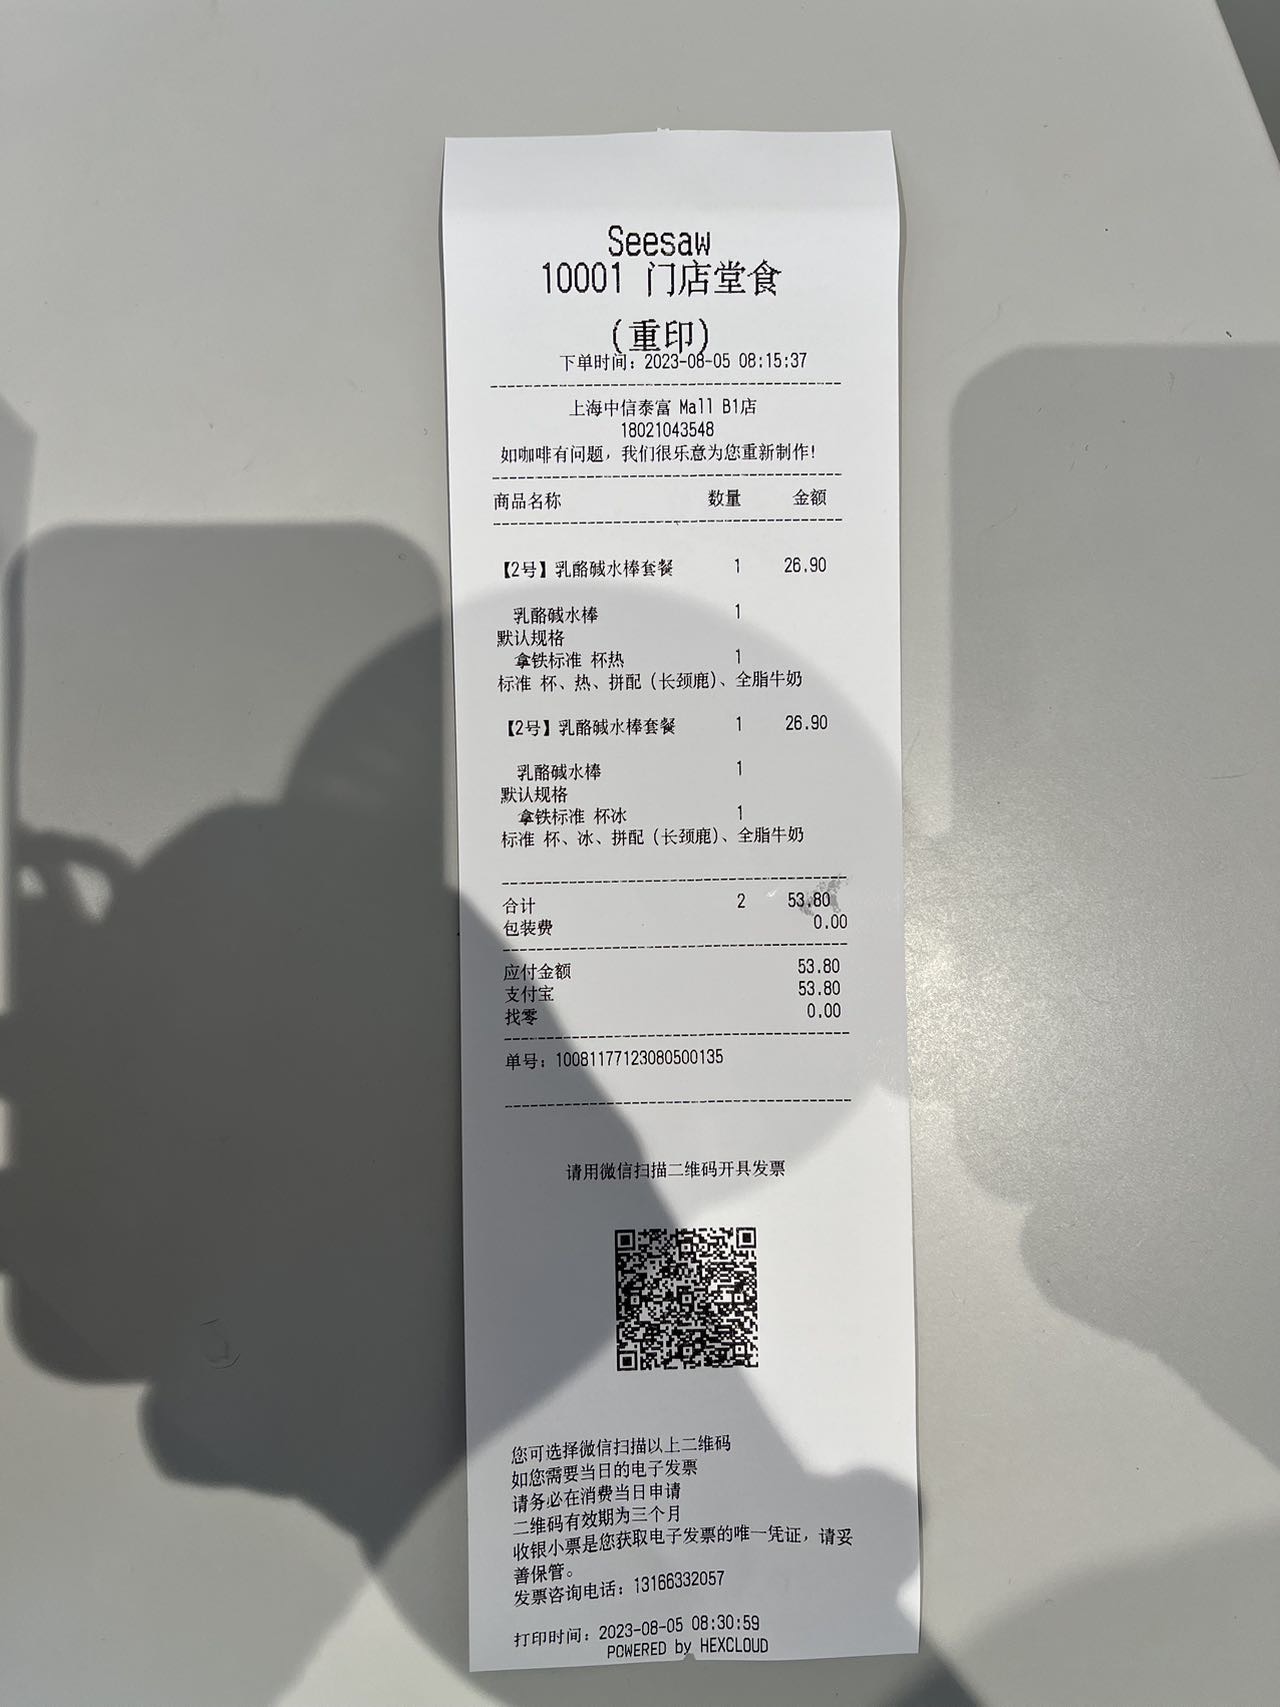 Seesaw
10001 门店堂食
(重印)
下单时间：2023-08-05 08:15:37
上海中信泰富 Mall B1店
18021043548
如咖啡有问题，我们很乐意为您重新制作！
商品名称 数量 金额
【2号】乳酪碱水棒套餐 1 26.90
乳酪碱水棒 1
默认规格
拿铁标准 杯热 1
标准 杯、热、拼配（长颈鹿）、全脂牛奶
【2号】乳酪碱水棒套餐 1 26.90
乳酪碱水棒 1
默认规格
拿铁标准 杯冰 1
标准 杯、冰、拼配（长颈鹿）、全脂牛奶
合计 2 53.80
包装费 0.00
应付金额 53.80
支付宝 53.80
找零 0.00
单号：10081177123080500135
请用微信扫描二维码开具发票
您可选择微信扫描以上二维码
如您需要当日的电子发票
请务必在消费当日申请
二维码有效期为三个月
收银小票是您获取电子发票的唯一凭证，请妥
善保管。
发票咨询电话：13166332057
打印时间：2023-08-05 08:30:59
POWERED by HEXCLOUD